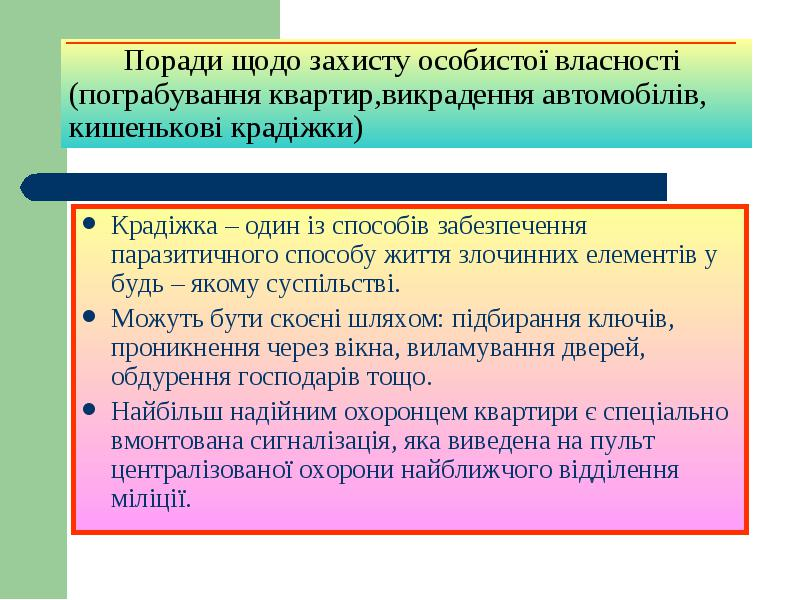 Поради щодо захисту особистої власності
(пограбування квартир,викрадення автомобілів,
кишенькові крадіжки)
Крадіжка – один із способів забезпечення
паразитичного способу життя злочинних елементів у
будь – якому суспільстві.
Можуть бути скоєні шляхом: підбирання ключів,
проникнення через вікна, виламування дверей,
обдурення господарів тощо.
Найбільш надійним охоронцем квартири є спеціально
вмонтована сигналізація, яка виведена на пульт
централізованої охорони найближчого відділення
міліції.